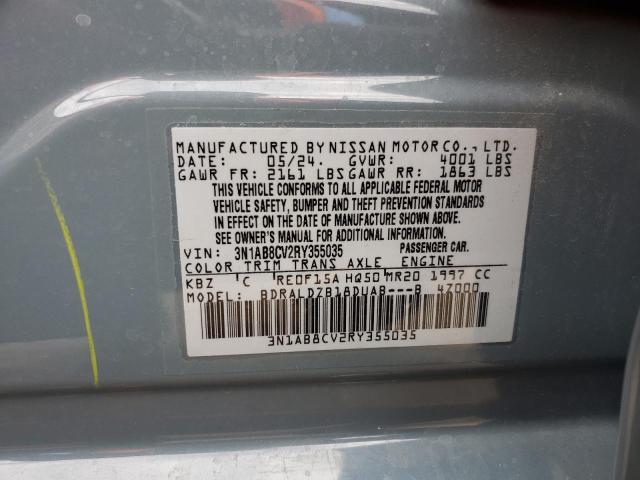 MANUFACTURED BY NISSAN MOTOR CO., LTD.
DATE: 05/24. GVWR: 4001 LBS
GAWR FR: 2161 LBS GAWR RR: 1863 LBS
THIS VEHICLE CONFORMS TO ALL APPLICABLE FEDERAL MOTOR
VEHICLE SAFETY, BUMPER AND THEFT PREVENTION STANDARDS
IN EFFECT ON THE DATE OF MANUFACTURE SHOWN ABOVE.
SEE OWNER'S MANUAL FOR ADDITIONAL INFORMATION.
VIN: 3N1AB8CV2RY355035 PASSENGER CAR.
COLOR TRIM TRANS AXLE ENGINE
KBZ C RE0F15A HQ50 MR20 1997 CC
MODEL: BDRALDZB18DUAB---B 4Z000
3N1AB8CV2RY355035